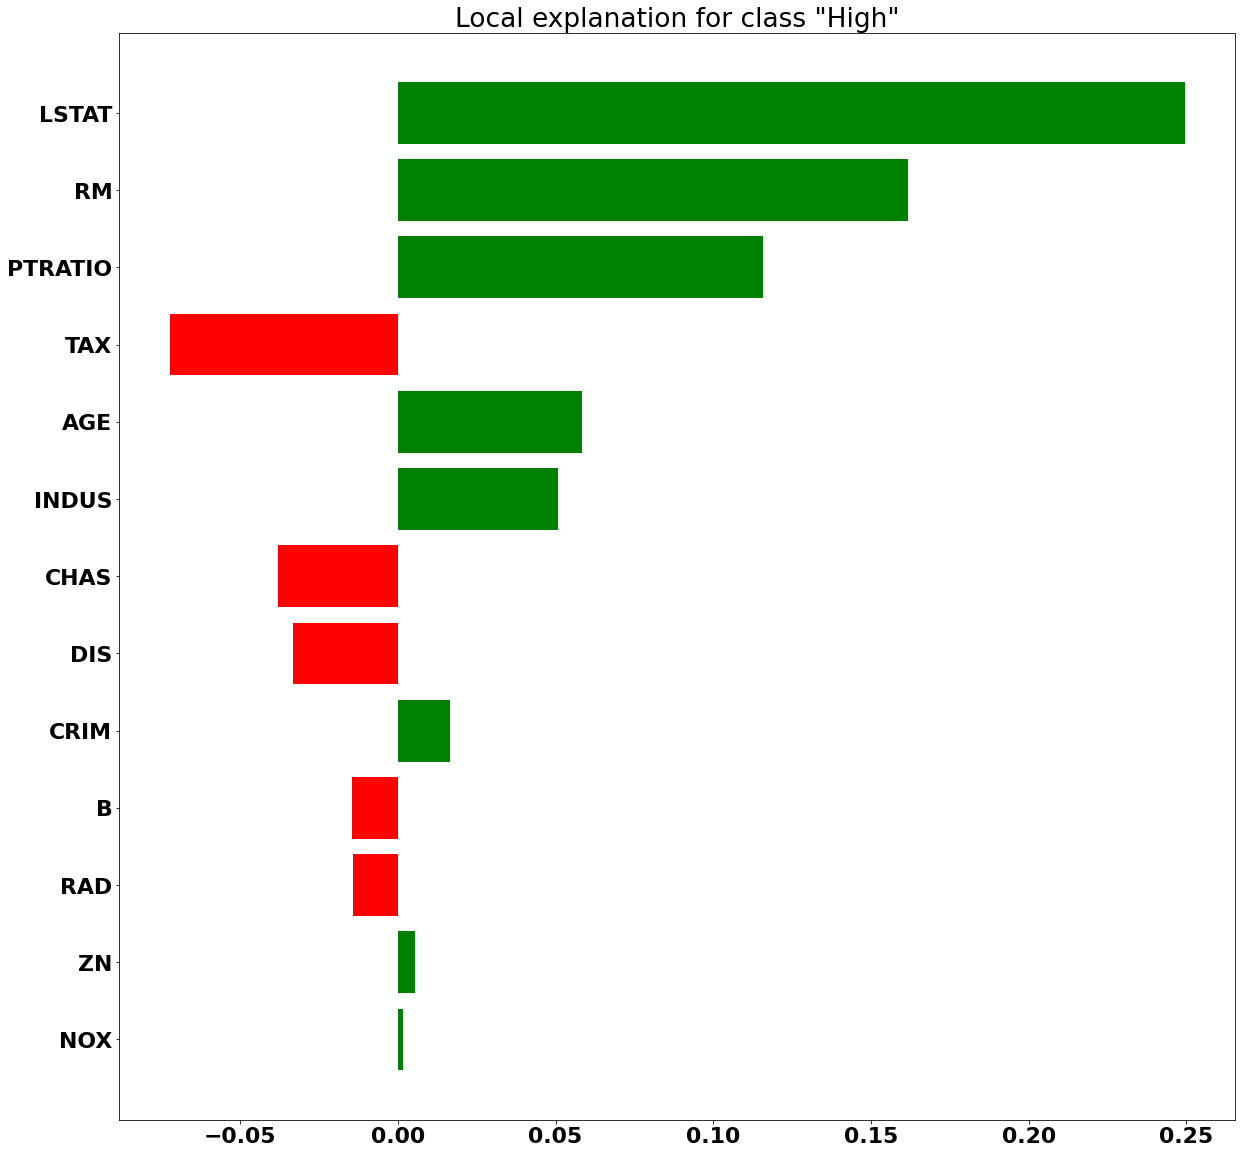 Local explanation for class "High"
LSTAT
RM
PTRATIO
TAX
AGE
INDUS
CHAS
DIS
CRIM
B
RAD
ZN
NOX
−0.05 0.00 0.05 0.10 0.15 0.20 0.25